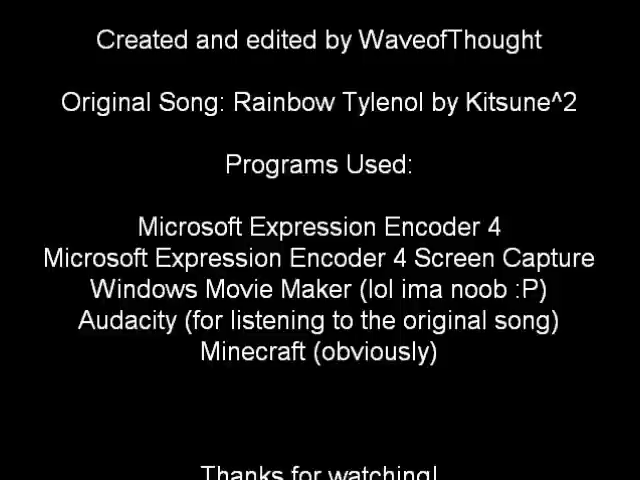 Created and edited by WaveofThought
Original Song: Rainbow Tylenol by Kitsune^2
Programs Used:
Microsoft Expression Encoder 4
Microsoft Expression Encoder 4 Screen Capture
Windows Movie Maker (lol ima noob :P)
Audacity (for listening to the original song)
Minecraft (obviously)
Thanks for watching!